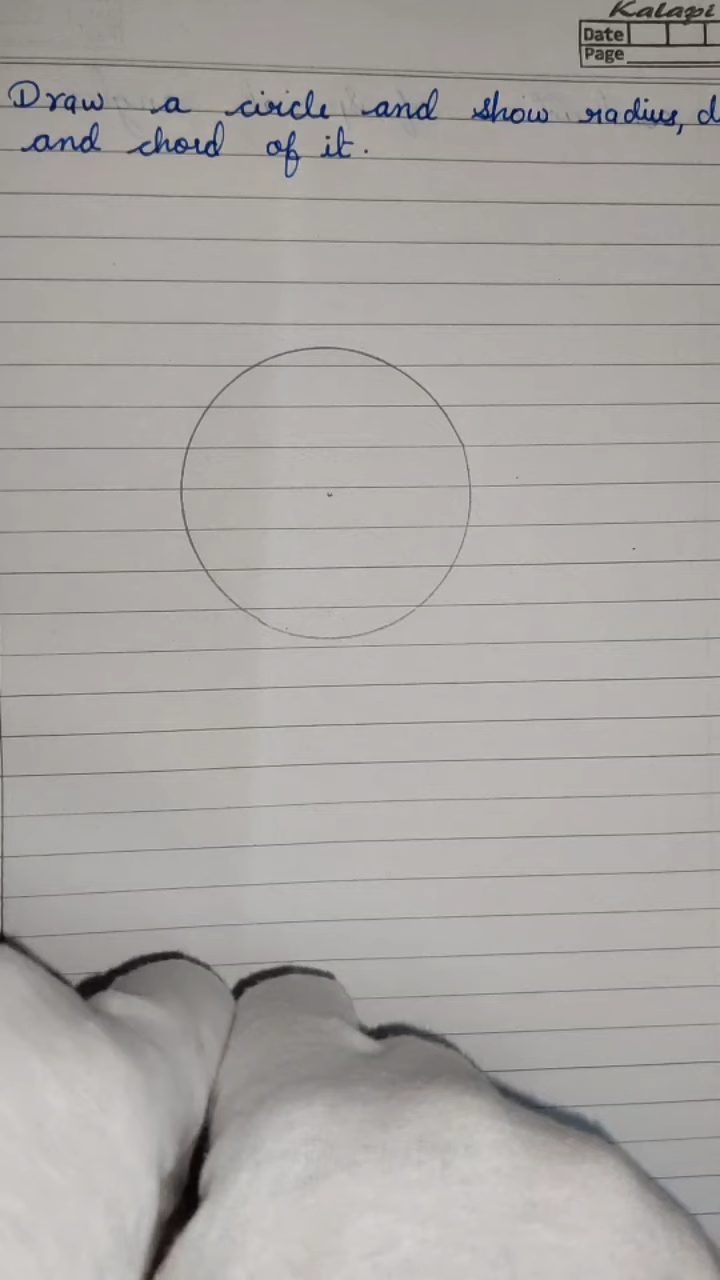 Kalapi
Date
Page
Draw a circle and show radius, d
and chord of it.